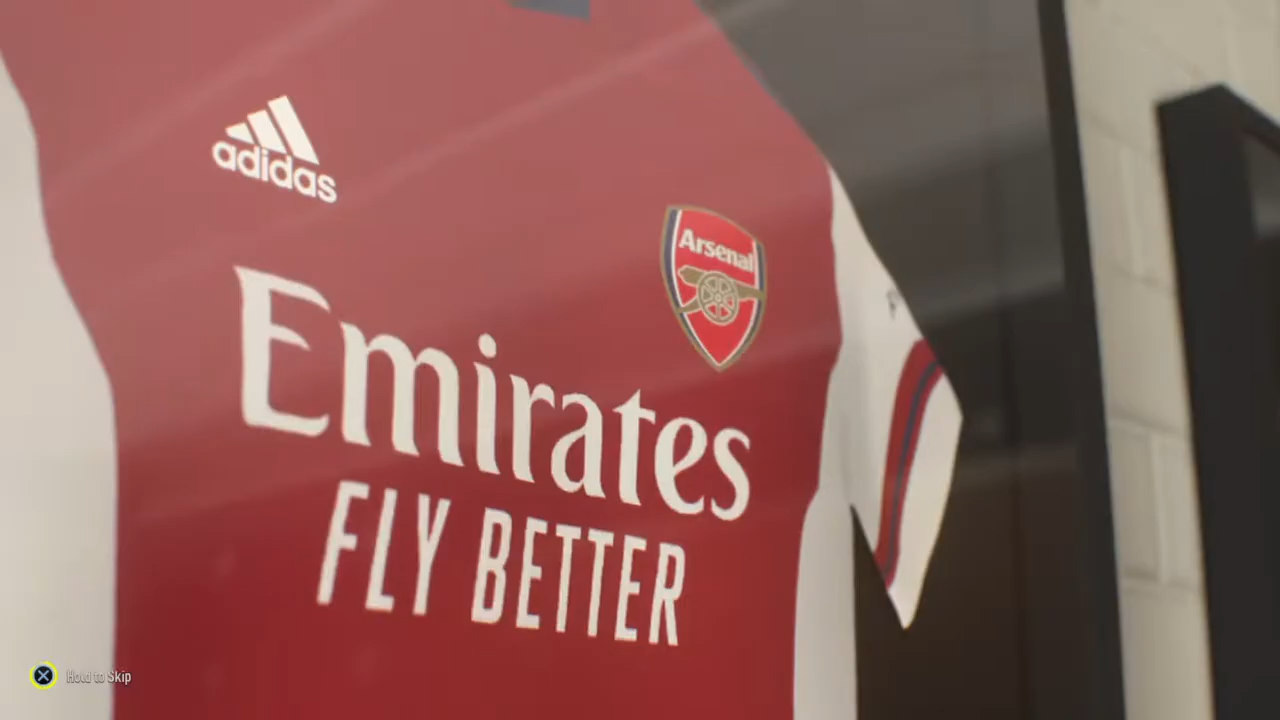 adidas
Arsenal
Emirates
FLY BETTER
Hold to Skip